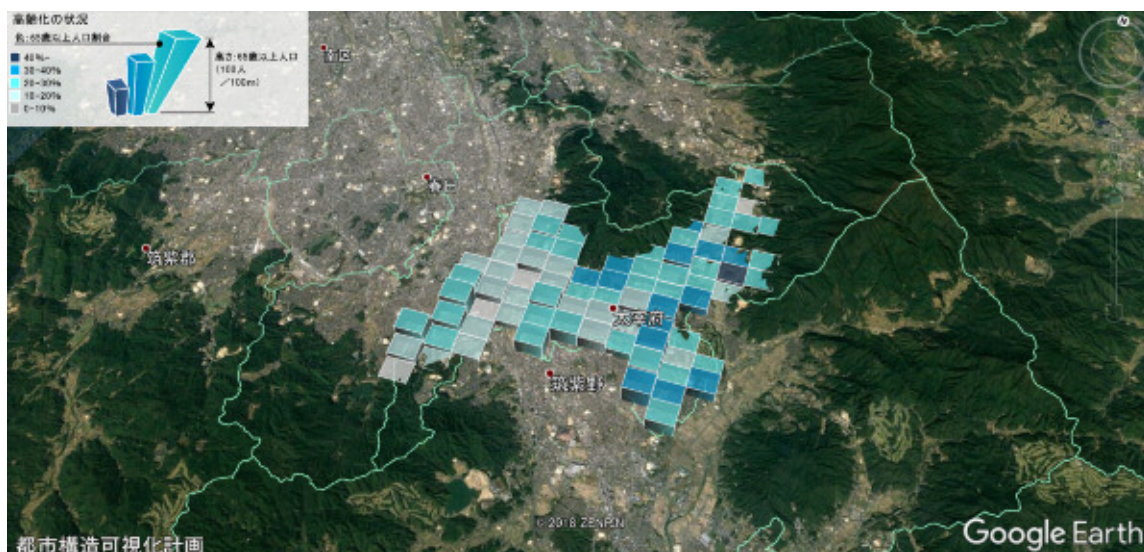 高齢化の状況
色:65歳以上人口割合
40%~
30-40%
20-30%
10-20%
0-10%
高さ:65歳以上人口
(100人
/100m)
南区
春日
筑紫郡
太宰府
筑紫野
© 2018 ZENRIN
都市構造可視化計画
Google Earth
N